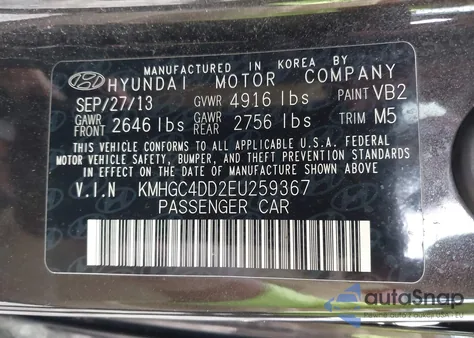 MANUFACTURED IN KOREA BY
HYUNDAI MOTOR COMPANY
SEP/27/13 GVWR 4916 lbs PAINT VB2
GAWR FRONT 2646 lbs GAWR REAR 2756 lbs TRIM M5
THIS VEHICLE CONFORMS TO ALL APPLICABLE U.S.A. FEDERAL
MOTOR VEHICLE SAFETY, BUMPER, AND THEFT PREVENTION STANDARDS
IN EFFECT ON THE DATE OF MANUFACTURE SHOWN ABOVE.
V.I.N KMHGC4DD2EU259367
PASSENGER CAR
autoSnap